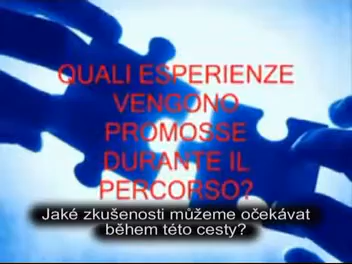 QUALI ESPERIENZE
VENGONO
PROMOSSE
DURANTE IL
PERCORSO?
Jaké zkušenosti můžeme očekávat
během této cesty?